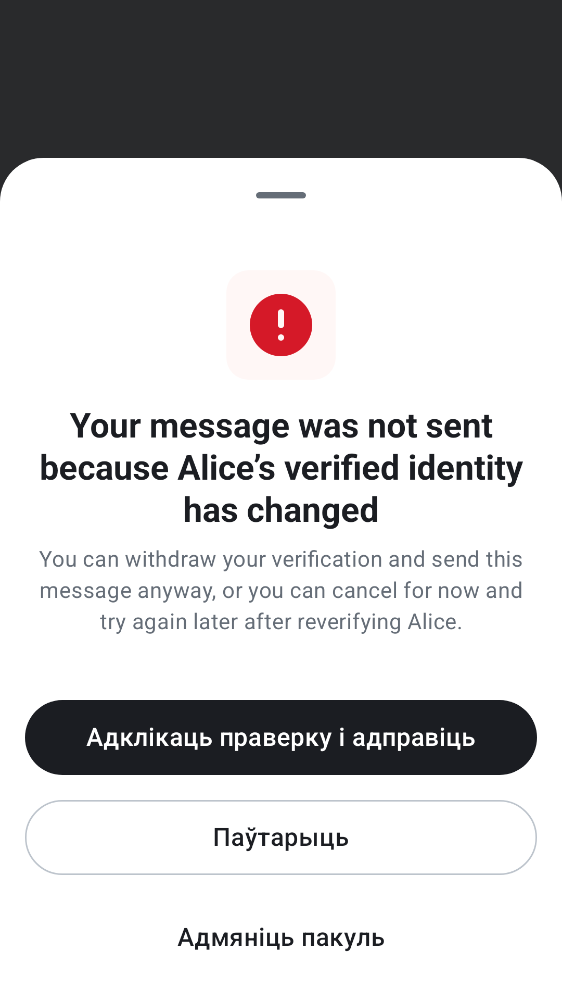 Your message was not sent
because Alice’s verified identity
has changed
You can withdraw your verification and send this
message anyway, or you can cancel for now and
try again later after reverifying Alice.
Адклікаць праверку і адправіць
Паўтарыць
Адмяніць пакуль